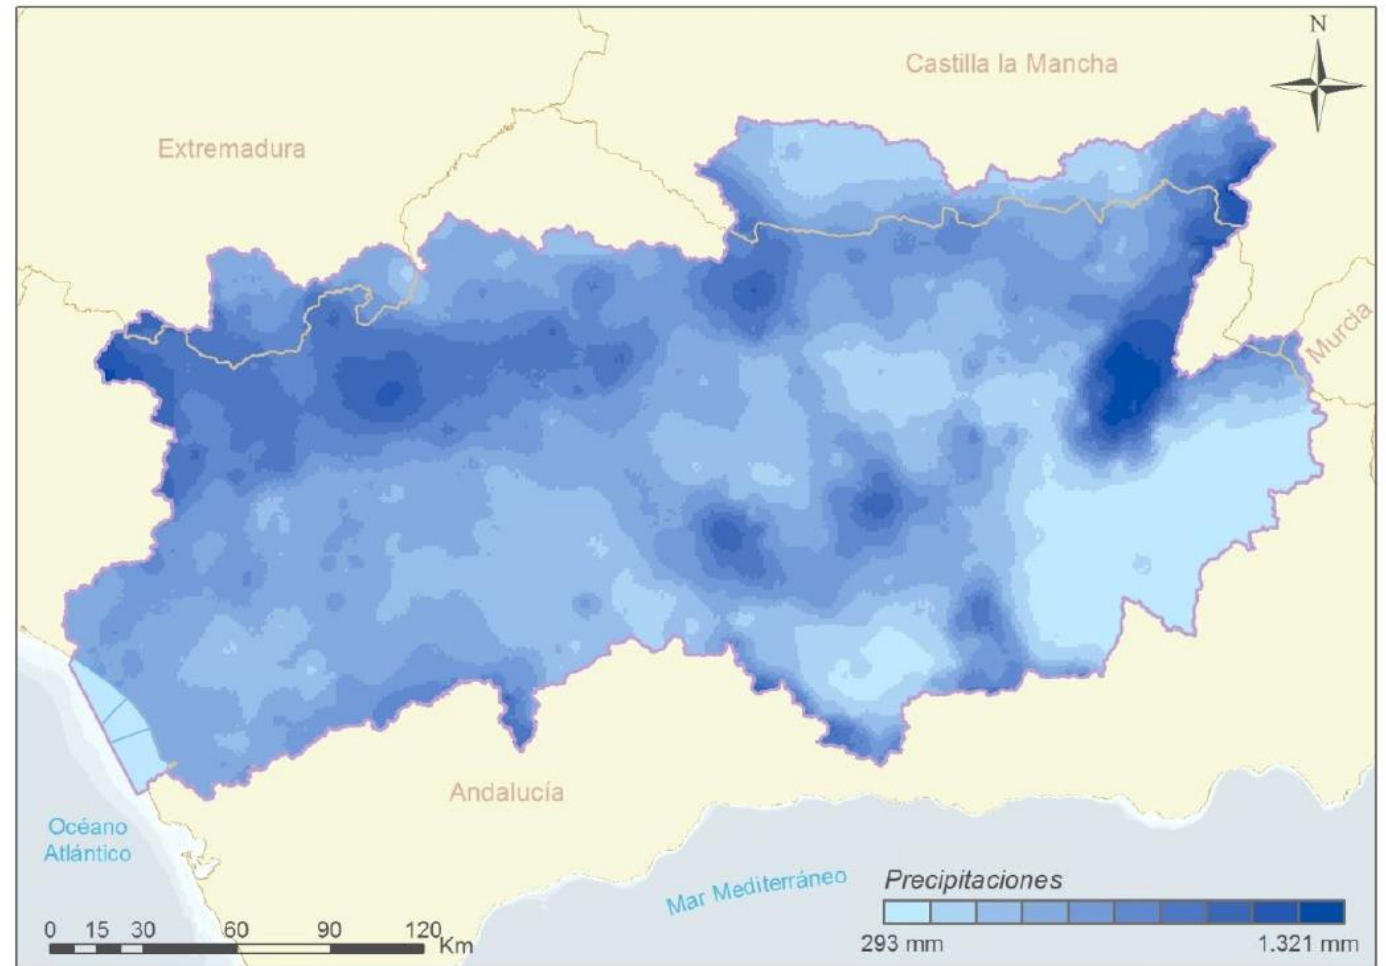 N
Castilla la Mancha
Extremadura
Murcia
Andalucía
Océano
Atlántico
Mar Mediterráneo
Precipitaciones
293 mm 1.321 mm
0 15 30 60 90 120
Km